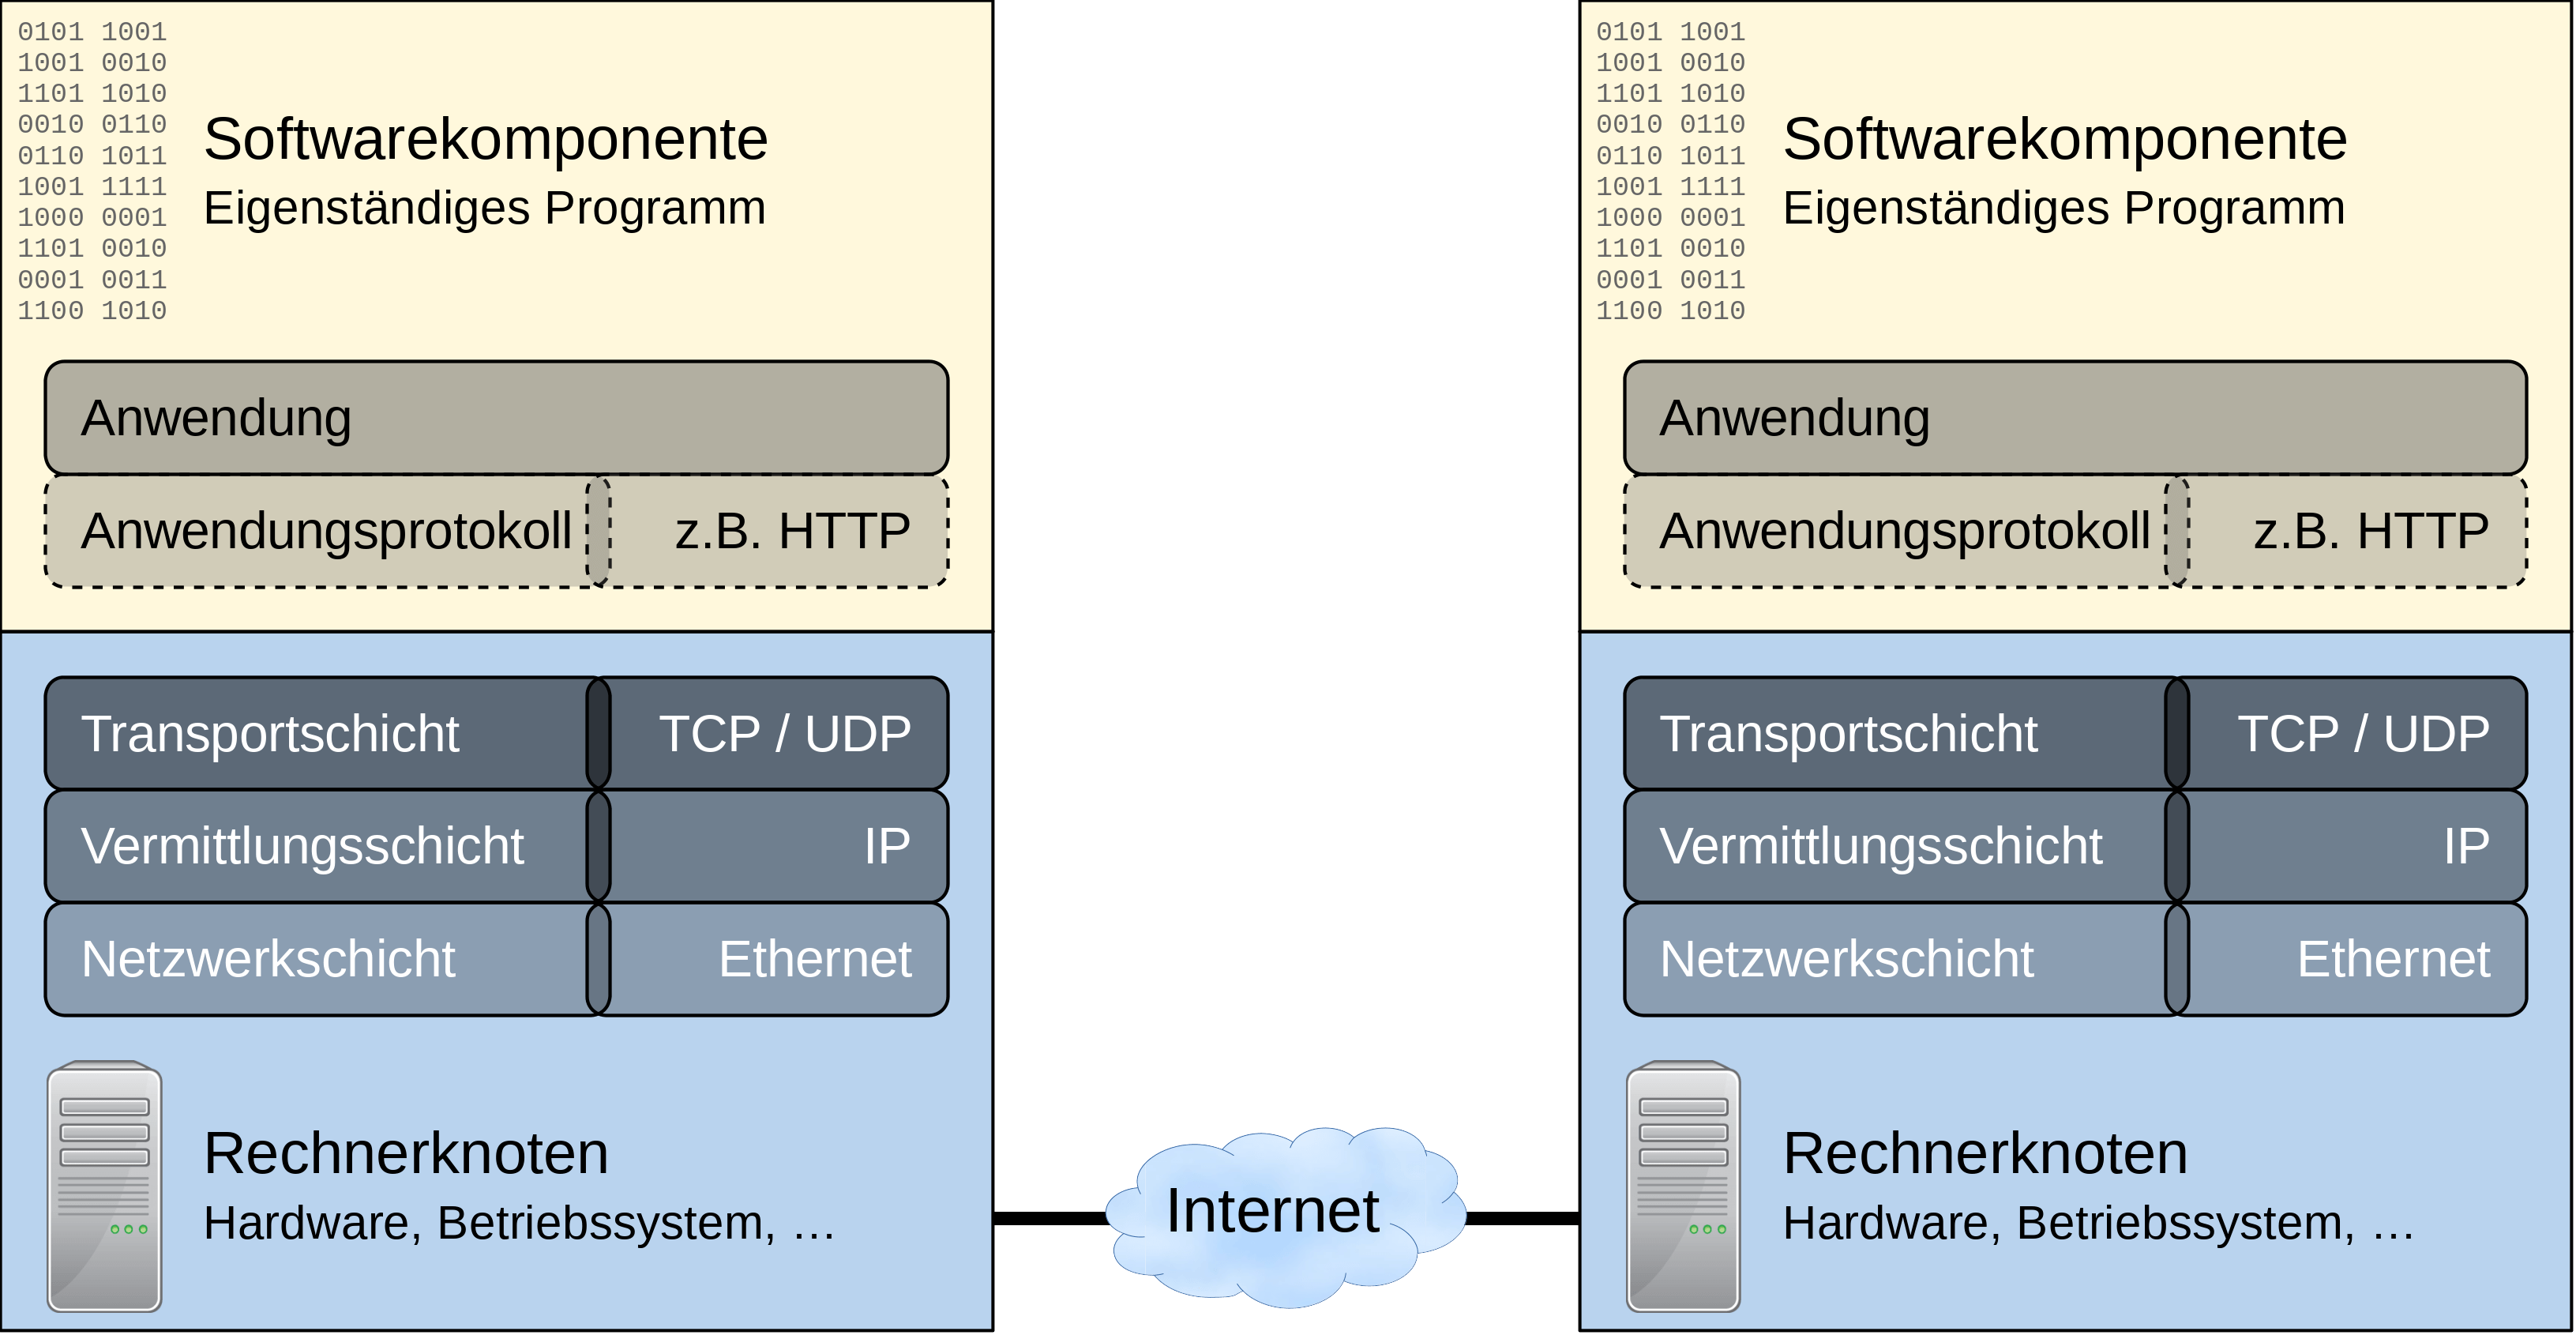 0101 1001
1001 0010
1101 1010
0010 0110
0110 1011
1001 1111
1000 0001
1101 0010
0001 0011
1100 1010
Softwarekomponente
Eigenständiges Programm
Anwendung
Anwendungsprotokoll z.B. HTTP
Transportschicht TCP / UDP
Vermittlungsschicht IP
Netzwerkschicht Ethernet
Rechnerknoten
Hardware, Betriebssystem, …
Internet
0101 1001
1001 0010
1101 1010
0010 0110
0110 1011
1001 1111
1000 0001
1101 0010
0001 0011
1100 1010
Softwarekomponente
Eigenständiges Programm
Anwendung
Anwendungsprotokoll z.B. HTTP
Transportschicht TCP / UDP
Vermittlungsschicht IP
Netzwerkschicht Ethernet
Rechnerknoten
Hardware, Betriebssystem, …